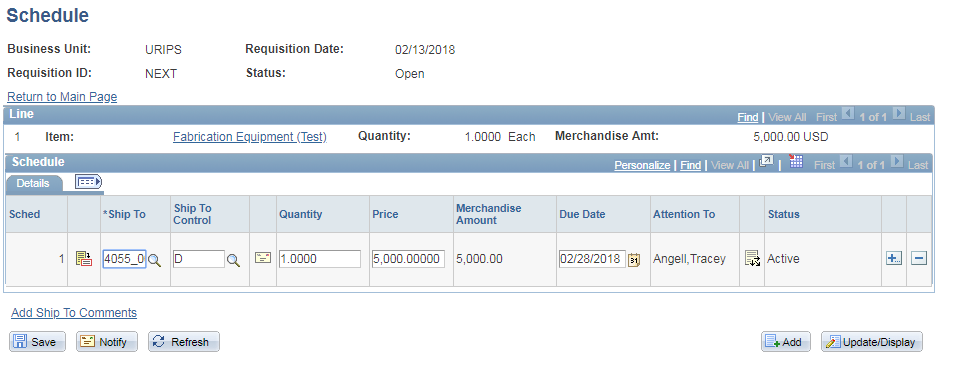 Schedule
Business Unit: URIPS Requisition Date: 02/13/2018
Requisition ID: NEXT Status: Open
Return to Main Page
Line Find | View All First 1 of 1 Last
1 Item: Fabrication Equipment (Test) Quantity: 1.0000 Each Merchandise Amt: 5,000.00 USD
Schedule Personalize | Find | View All | | First 1 of 1 Last
Details
Sched *Ship To Ship To Control Quantity Price Merchandise Amount Due Date Attention To Status
1 4055_0 D 1.0000 5,000.00000 5,000.00 02/28/2018 31 Angell,Tracey Active
Add Ship To Comments
Save Notify Refresh Add Update/Display